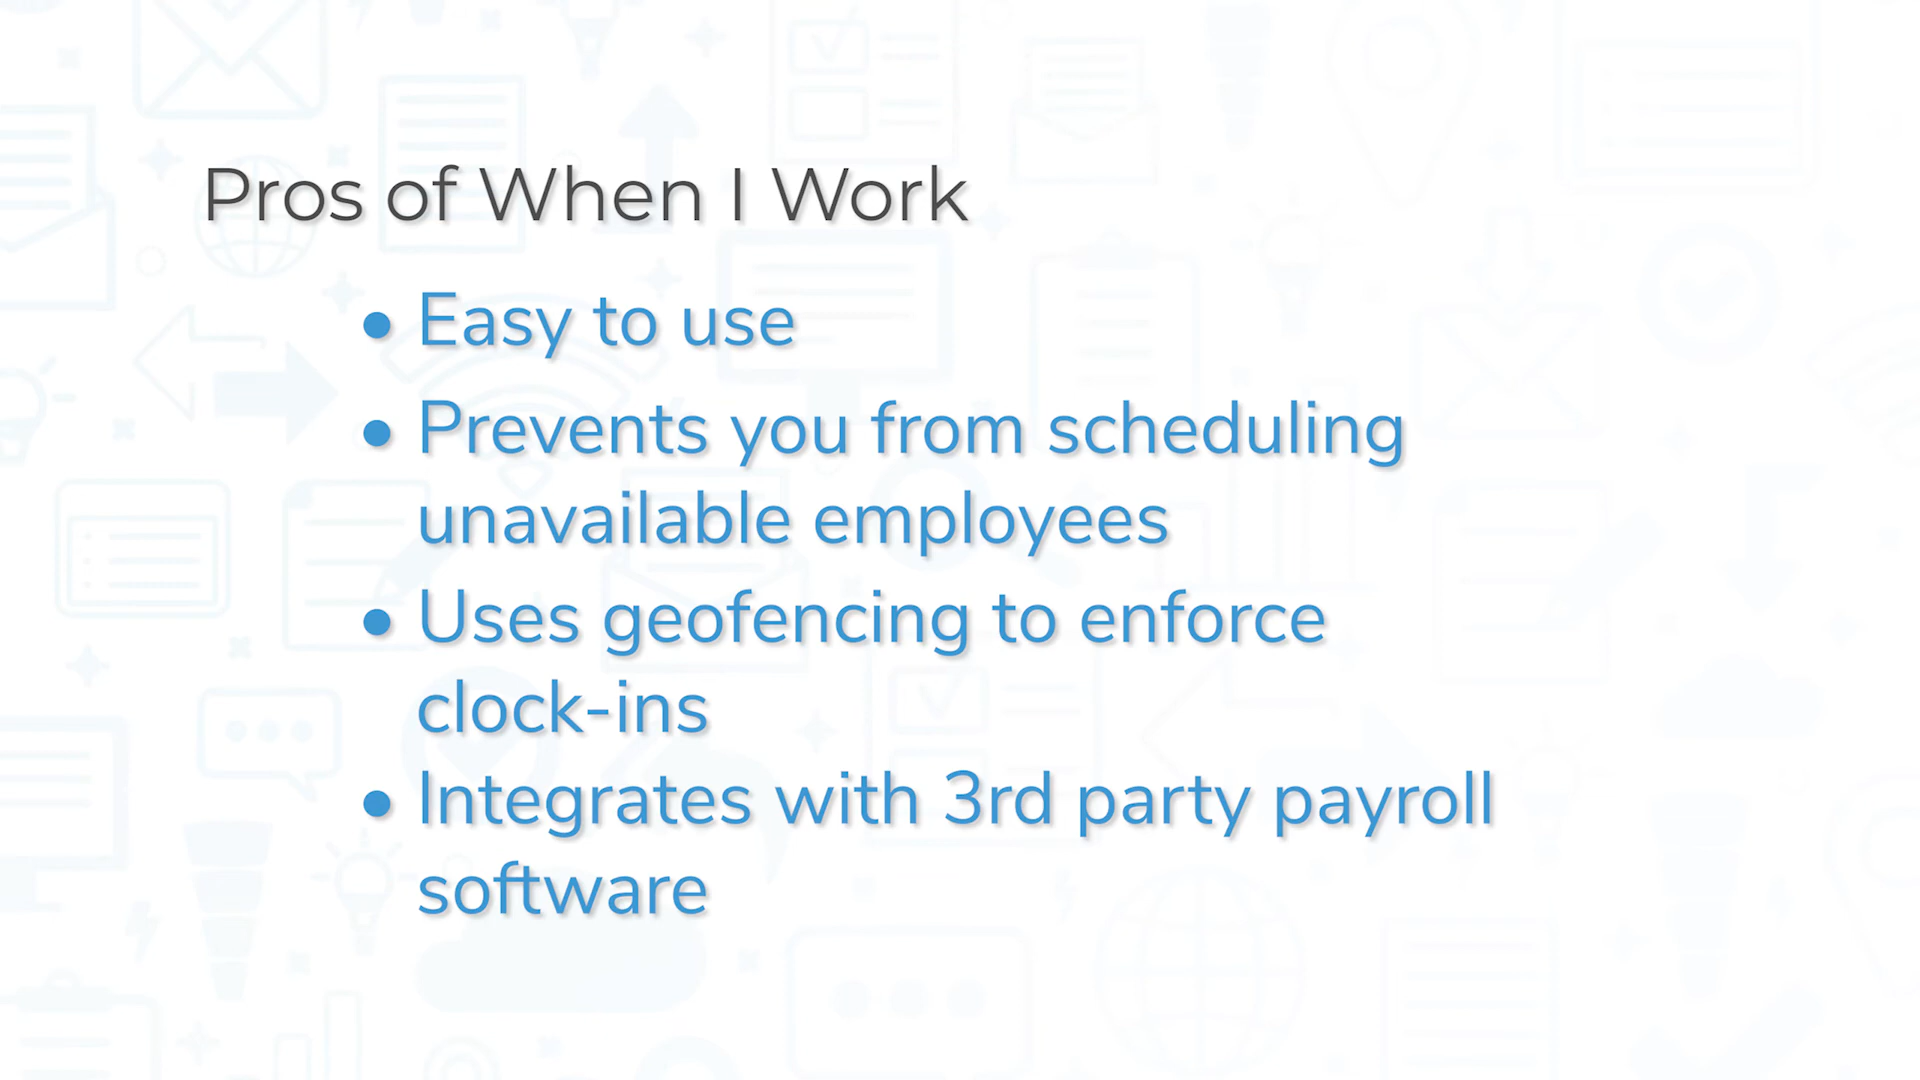 Pros of When I Work
• Easy to use
• Prevents you from scheduling
unavailable employees
• Uses geofencing to enforce
clock-ins
• Integrates with 3rd party payroll
software